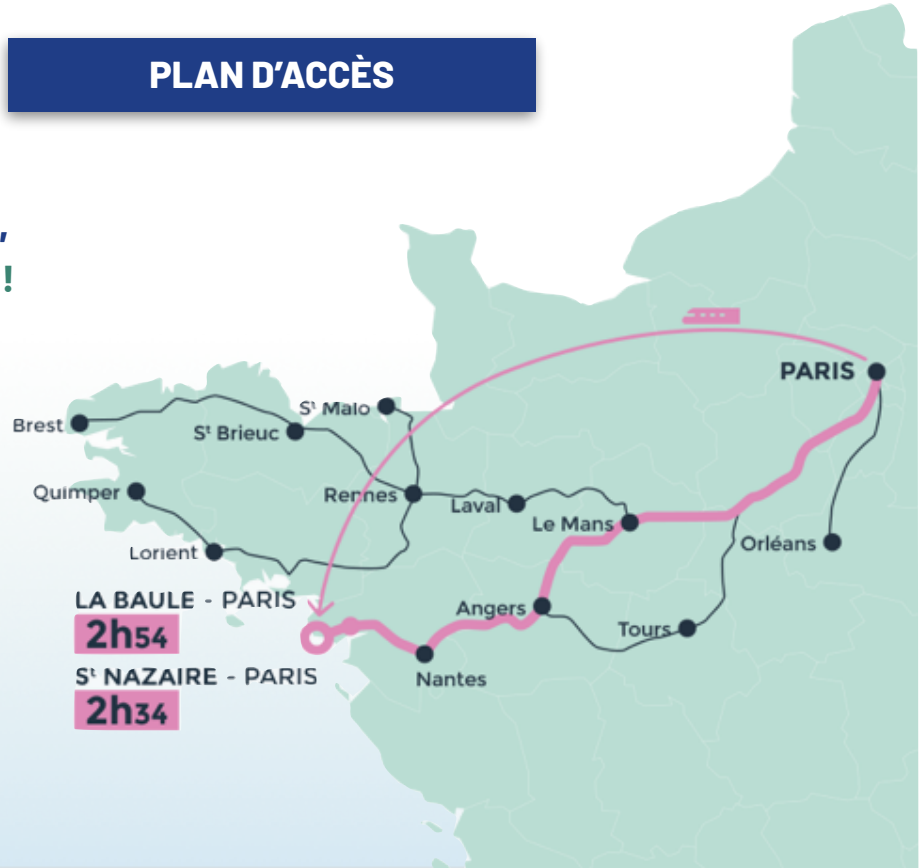 PLAN D’ACCÈS
’
!
PARIS
Sᵗ Malo
Brest
Sᵗ Brieuc
Quimper
Rennes
Laval
Le Mans
Orléans
Lorient
LA BAULE - PARIS
2h54
Angers
Tours
Sᵗ NAZAIRE - PARIS
2h34
Nantes